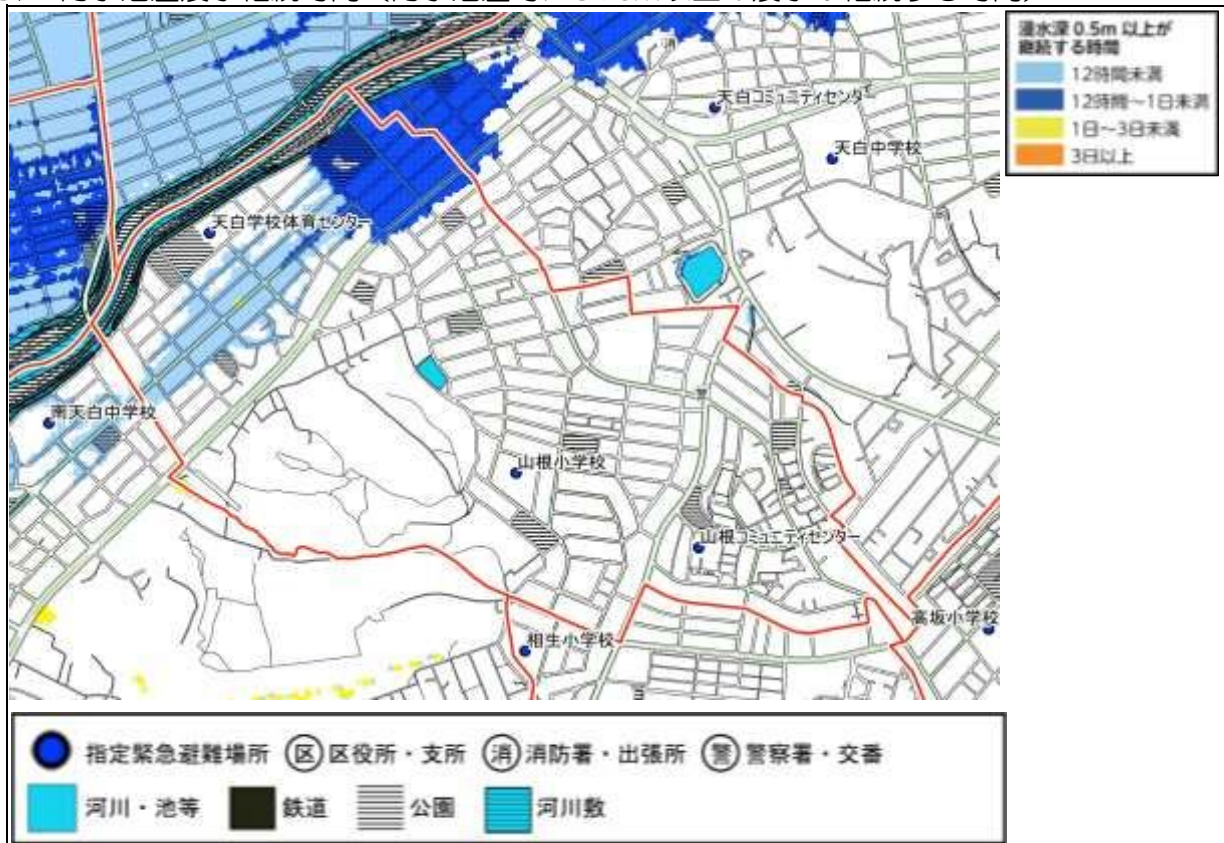 浸水深 0.5m 以上が
継続する時間
12時間未満
12時間～1日未満
1日～3日未満
3日以上
消
天白コミュニティセンター
天白中学校
天白学校体育センター
南天白中学校
山根小学校
山根コミュニティセンター
高坂小学校
相生小学校
指定緊急避難場所 区 区役所・支所 消 消防署・出張所 警 警察署・交番
河川・池等 鉄道 公園 河川敷